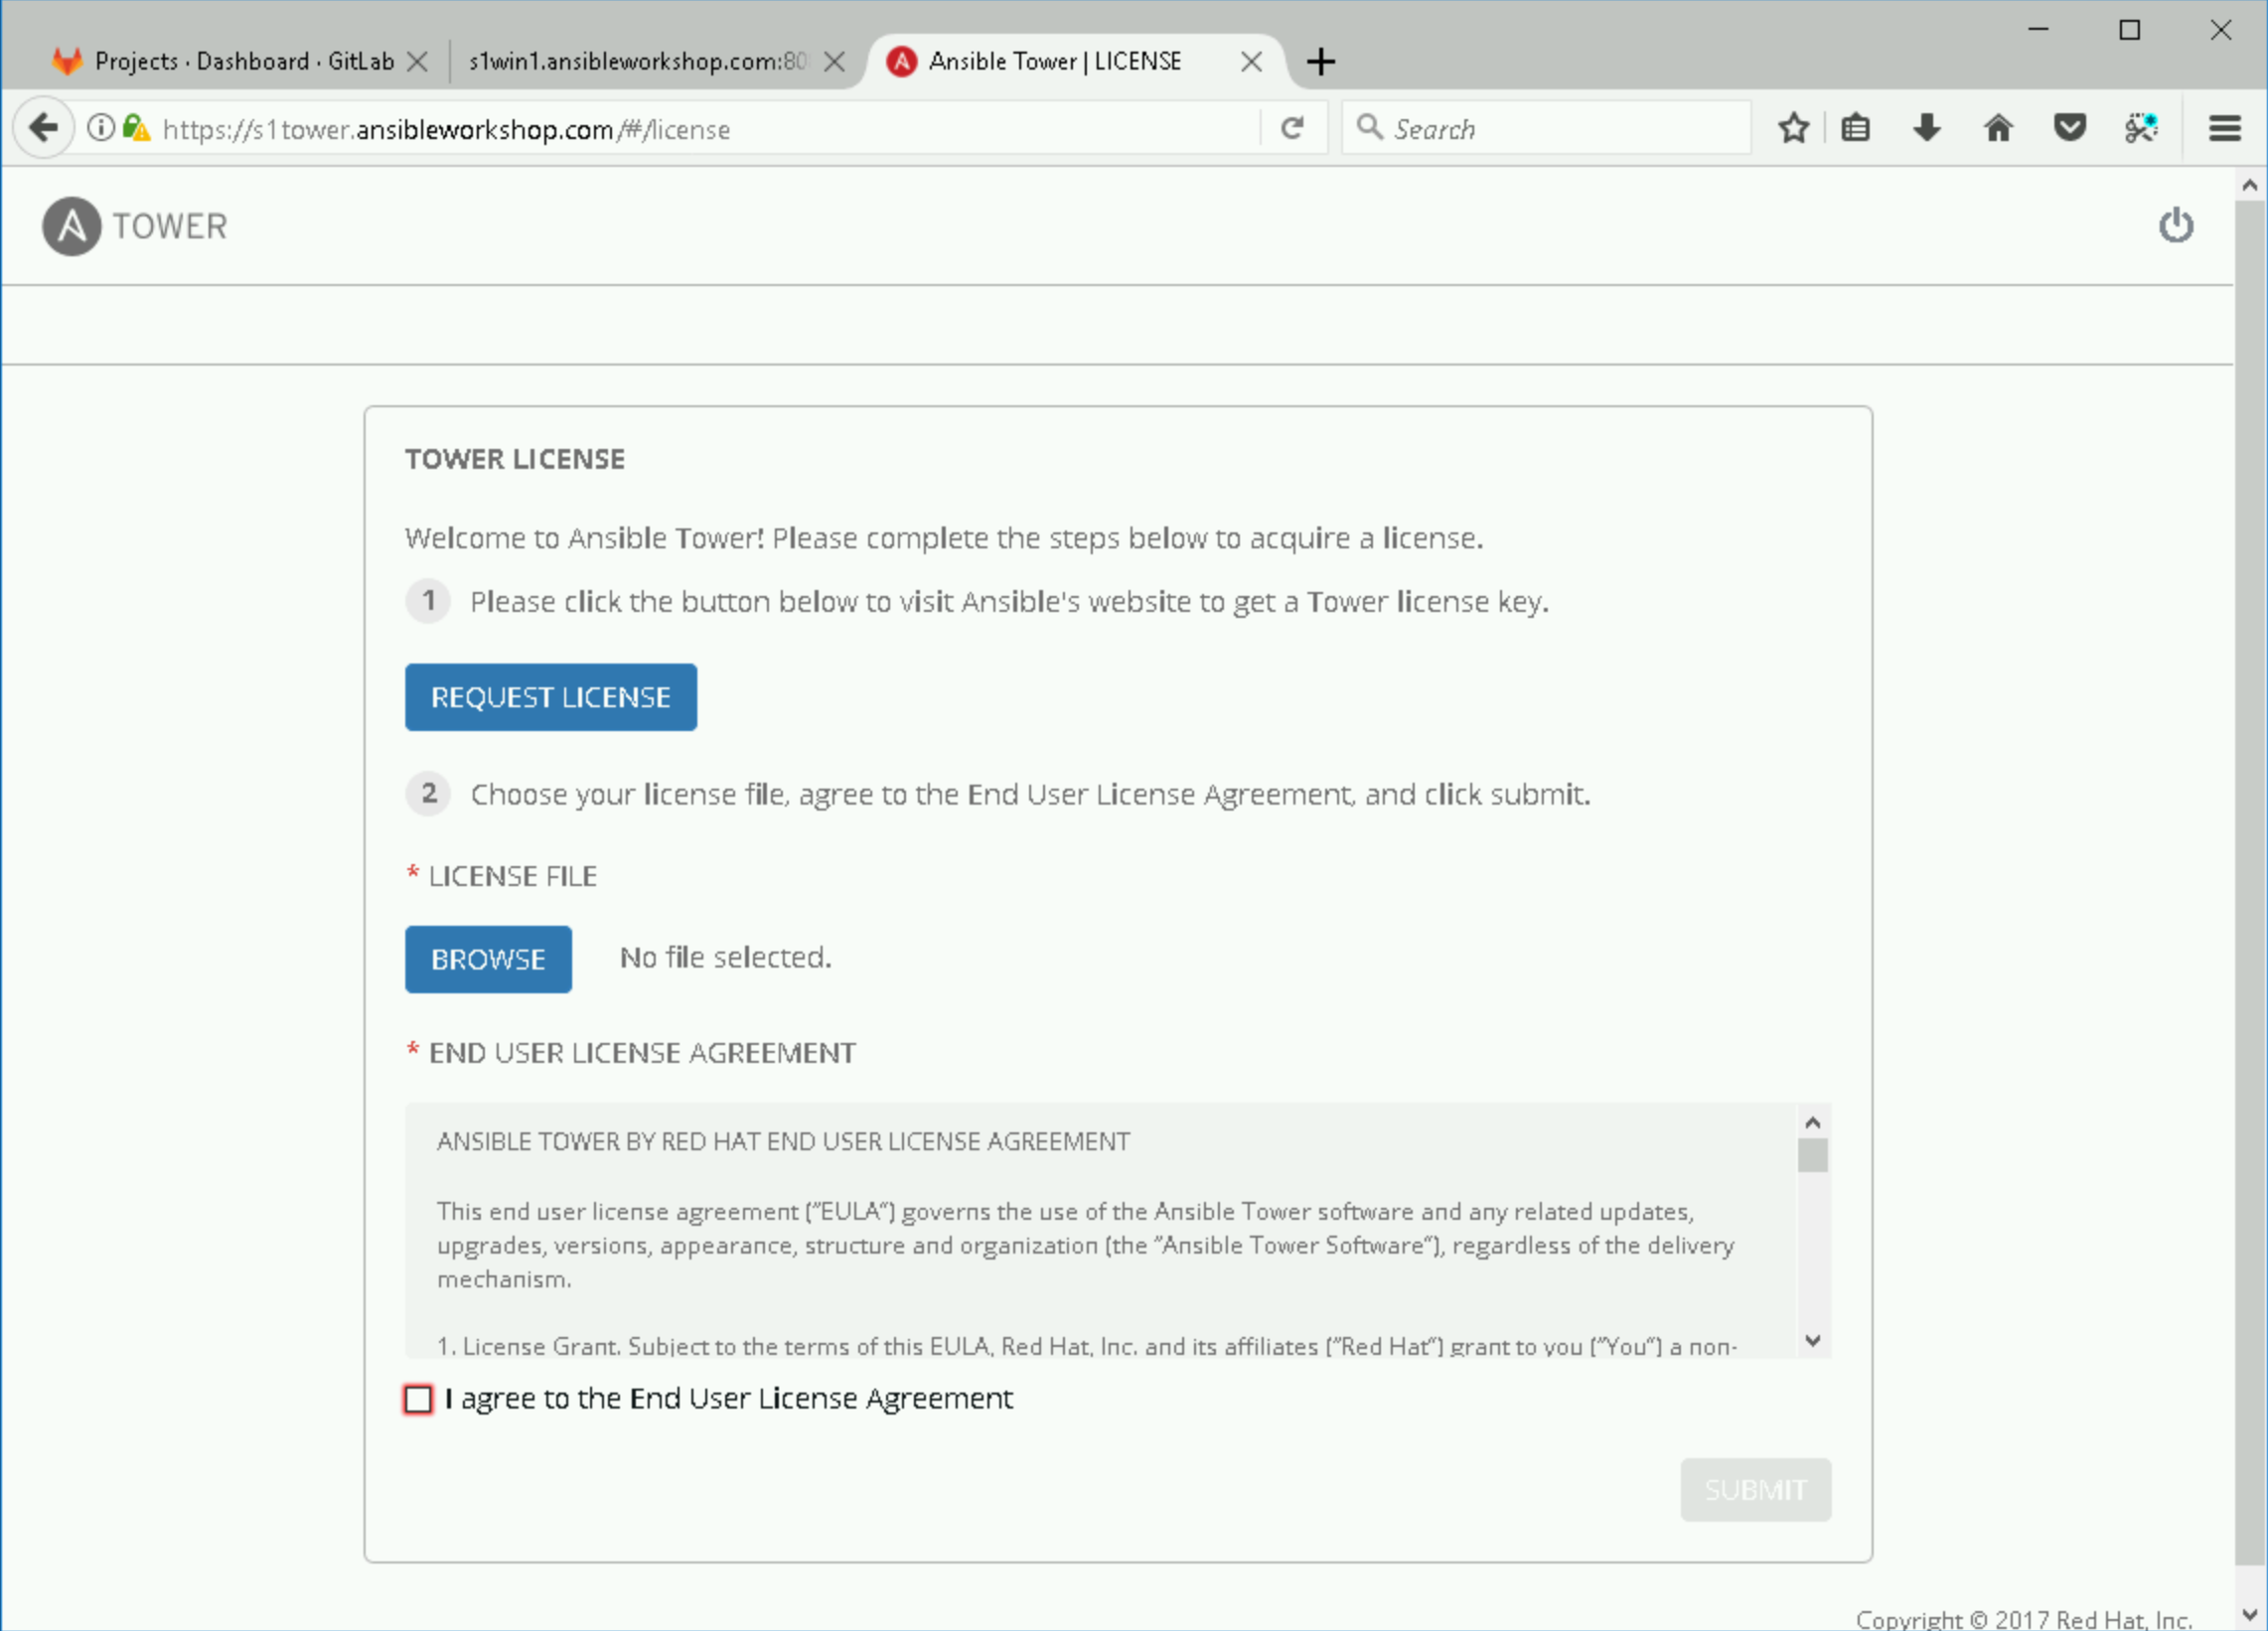 Projects · Dashboard · GitLab
s1win1.ansibleworkshop.com:80
Ansible Tower | LICENSE
https://s1tower.ansibleworkshop.com/#/license
Search
A TOWER
TOWER LICENSE
Welcome to Ansible Tower! Please complete the steps below to acquire a license.
1 Please click the button below to visit Ansible's website to get a Tower license key.
REQUEST LICENSE
2 Choose your license file, agree to the End User License Agreement, and click submit.
* LICENSE FILE
BROWSE No file selected.
* END USER LICENSE AGREEMENT
ANSIBLE TOWER BY RED HAT END USER LICENSE AGREEMENT
This end user license agreement (“EULA”) governs the use of the Ansible Tower software and any related updates,
upgrades, versions, appearance, structure and organization (the “Ansible Tower Software”), regardless of the delivery
mechanism.
1. License Grant. Subject to the terms of this EULA, Red Hat, Inc. and its affiliates (“Red Hat”) grant to you (“You”) a non-
I agree to the End User License Agreement
SUBMIT
Copyright © 2017 Red Hat, Inc.